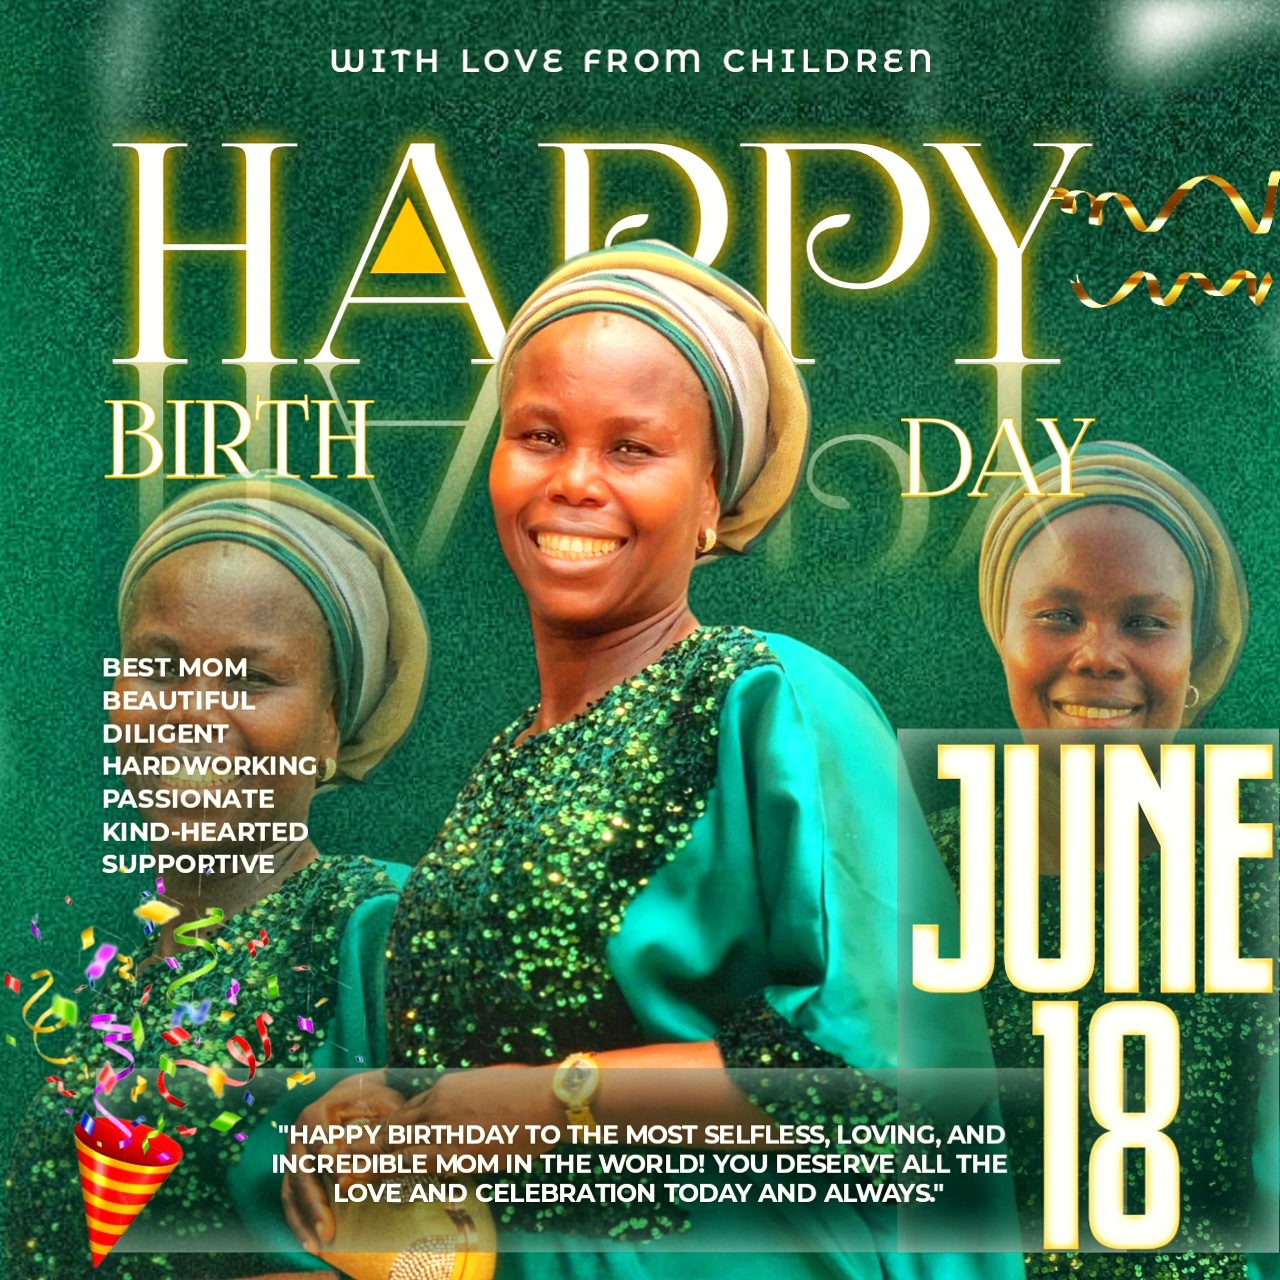 WITH LOVE FROM CHILDREN
HAPPY
BIRTH DAY
BEST MOM
BEAUTIFUL
DILIGENT
HARDWORKING
PASSIONATE
KIND-HEARTED
SUPPORTIVE
JUNE
18
"HAPPY BIRTHDAY TO THE MOST SELFLESS, LOVING, AND
INCREDIBLE MOM IN THE WORLD! YOU DESERVE ALL THE
LOVE AND CELEBRATION TODAY AND ALWAYS."